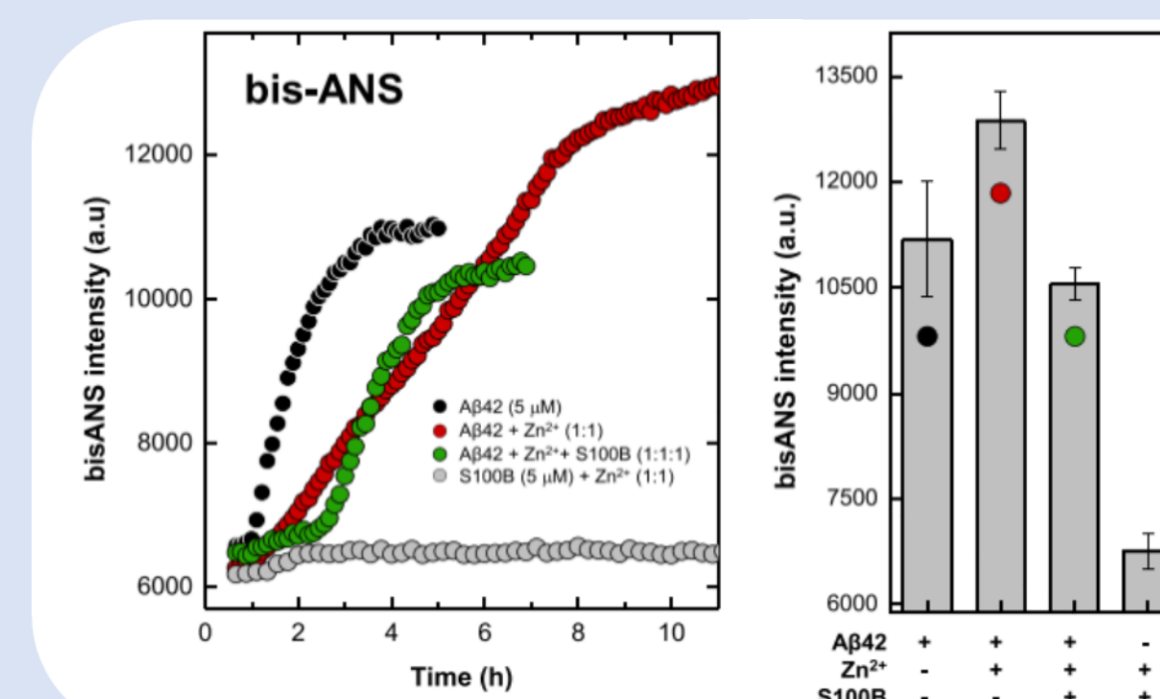 bis-ANS
bisANS intensity (a.u)
12000
10000
8000
6000
Aβ42 (5 μM)
Aβ42 + Zn²⁺ (1:1)
Aβ42 + Zn²⁺+ S100B (1:1:1)
S100B (5 μM) + Zn²⁺ (1:1)
0 2 4 6 8 10
Time (h)
bisANS intensity (a.u.)
13500
12000
10500
9000
7500
6000
Aβ42 + + + -
Zn²⁺ - + + +
S100B - - + +